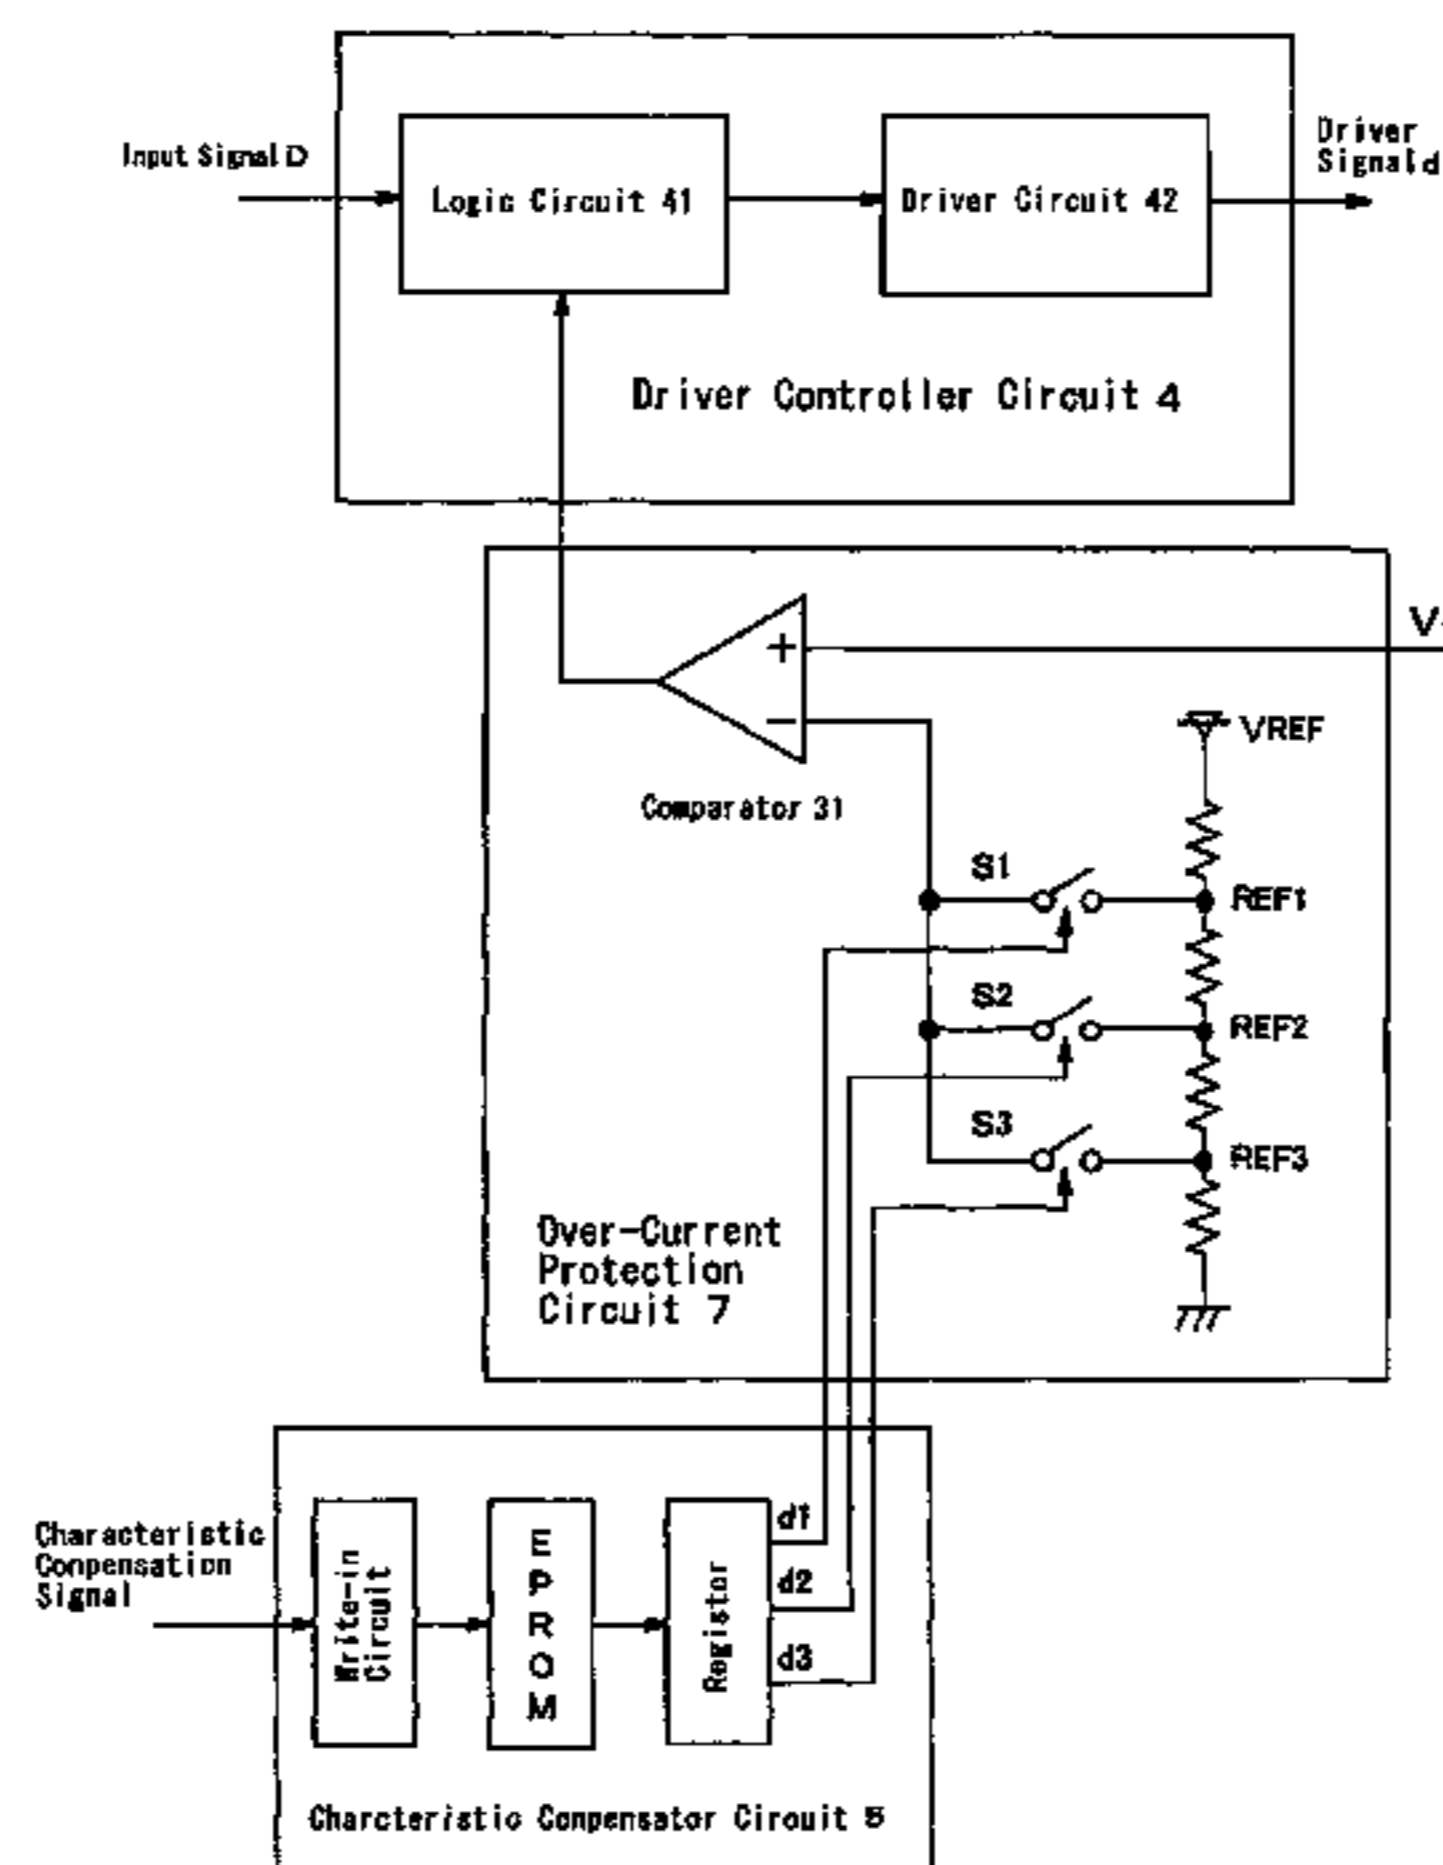 Input Signal D
Driver
Signal d
Logic Circuit 41
Driver Circuit 42
Driver Controller Circuit 4
+
−
VREF
Comparator 31
S1
REF1
S2
REF2
S3
REF3
Over-Current
Protection
Circuit 7
Characteristic
Conpensation
Signal
Write-in
Circuit
EPROM
Register
d1
d2
d3
Charcteristic Conpensator Circuit